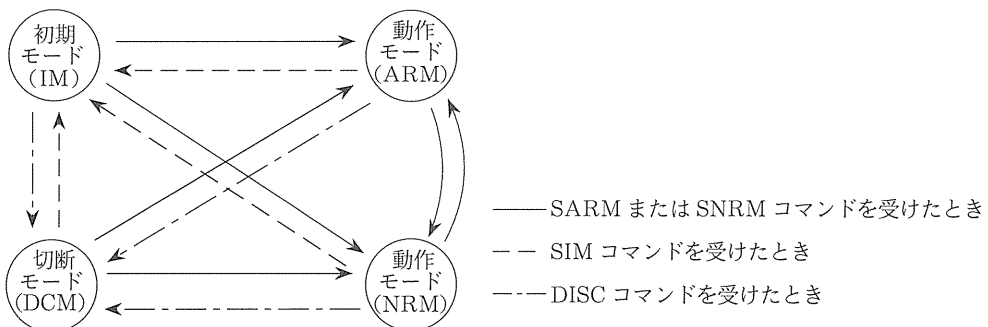 初期
モード
(IM)
動作
モード
(ARM)
切断
モード
(DCM)
動作
モード
(NRM)
SARM または SNRM コマンドを受けたとき
SIM コマンドを受けたとき
DISC コマンドを受けたとき